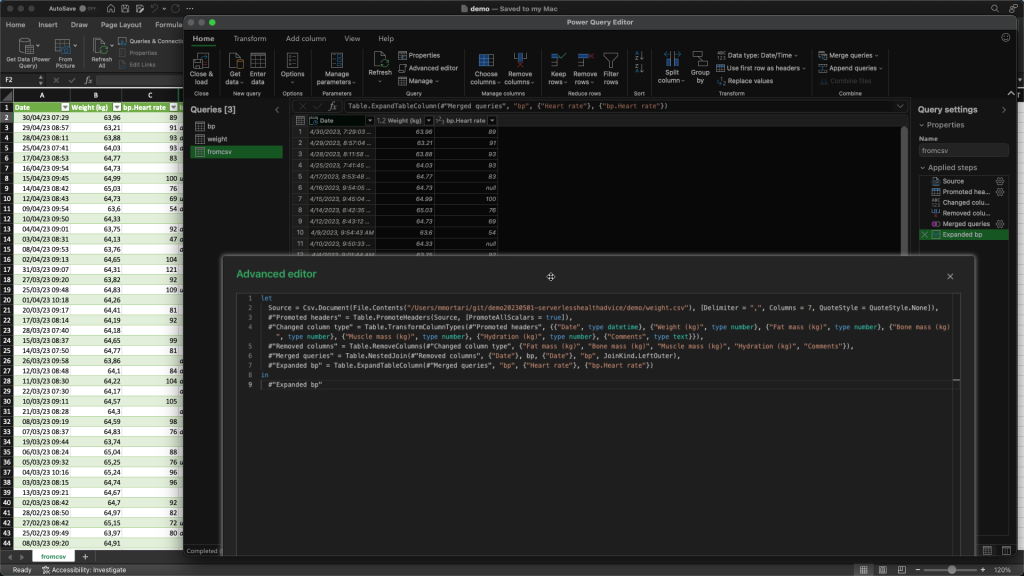 AutoSave OFF demo — Saved to my Mac
Home Insert Draw Page Layout Formula
Get Data (Power Query) From Picture Refresh All Queries & Connectio Properties Edit Links
F2 fx
A B C
Date Weight (kg) bp.Heart rate
1
2 30/04/23 07:29 63,96 89
3 29/04/23 08:57 63,21 91
4 28/04/23 08:11 63,88 93
5 25/04/23 07:41 64,03 93
6 17/04/23 08:53 64,77 83
7 16/04/23 09:54 64,73
8 15/04/23 09:45 64,99 100
9 14/04/23 08:42 65,03 76
10 12/04/23 08:43 64,73 69
11 09/04/23 09:54 63,6 54
12 10/04/23 09:50 64,33
13 04/04/23 09:01 63,75 92
14 03/04/23 08:31 64,13 47
15 08/04/23 09:53 63,76
16 02/04/23 09:13 64,65 104
17 31/03/23 09:07 64,31 121
18 27/03/23 09:20 63,82 92
19 25/03/23 09:48 64,83 109
20 01/04/23 10:18 64,26
21 20/03/23 09:17 64,41 81
22 17/03/23 08:14 64,19 92
23 28/03/23 07:40 64,18
24 15/03/23 08:37 64,65 99
25 14/03/23 07:50 64,77 81
26 26/03/23 09:58 63,86
27 12/03/23 08:48 64,1 84
28 11/03/23 08:30 64,22 104
29 22/03/23 07:30 64,17
30 10/03/23 09:11 64,57 105
31 21/03/23 08:28 64,3
32 08/03/23 09:19 64,59 98
33 07/03/23 08:37 64,83 76
34 19/03/23 09:44 63,74
35 06/03/23 08:24 65,04 88
36 05/03/23 09:32 65,25 76
37 04/03/23 10:16 65,24 96
38 03/03/23 08:15 64,74 96
39 13/03/23 09:21 64,67
40 02/03/23 08:42 64,7 92
41 28/02/23 08:50 64,97 82
42 27/02/23 08:42 65,15 72
43 25/02/23 09:49 63,97 80
44 08/03/23 09:20 64,91
fromcsv +
Ready Accessibility: Investigate 120%
Power Query Editor
Home Transform Add column View Help
Close & load Get data Enter data Options Manage parameters Refresh Properties Advanced editor Manage Choose columns Remove columns Keep rows Remove rows Filter rows Split column Group by Data type: Date/Time Use first row as headers Replace values Merge queries Append queries Combine files
Close New query Options Parameters Query Manage columns Reduce rows Sort Transform Combine
Queries [3]
bp
weight
fromcsv
fx Table.ExpandTableColumn(#"Merged queries", "bp", {"Heart rate"}, {"bp.Heart rate"})
Date 1.2 Weight (kg) bp.Heart rate
1 4/30/2023, 7:29:03 ... 63.96 89
2 4/29/2023, 8:57:04 ... 63.21 91
3 4/28/2023, 8:11:58 ... 63.88 93
4 4/25/2023, 7:41:45 ... 64.03 93
5 4/17/2023, 8:53:48 ... 64.77 83
6 4/16/2023, 9:54:05 ... 64.73 null
7 4/15/2023, 9:45:04 ... 64.99 100
8 4/14/2023, 8:42:35 ... 65.03 76
9 4/12/2023, 8:43:12 ... 64.73 69
10 4/9/2023, 9:54:43 AM 63.6 54
11 4/10/2023, 9:50:33 ... 64.33 null
Query settings
Properties
Name
fromcsv
Applied steps
Source
Promoted hea...
Changed colu...
Removed colu...
Merged queries
Expanded bp
Advanced editor
1 let
2 Source = Csv.Document(File.Contents("/Users/mmortari/git/demo20230501-serverlesshealthadvice/demo/weight.csv"), [Delimiter = ",", Columns = 7, QuoteStyle = QuoteStyle.None]),
3 #"Promoted headers" = Table.PromoteHeaders(Source, [PromoteAllScalars = true]),
4 #"Changed column type" = Table.TransformColumnTypes(#"Promoted headers", {{"Date", type datetime}, {"Weight (kg)", type number}, {"Fat mass (kg)", type number}, {"Bone mass (kg)"
, type number}, {"Muscle mass (kg)", type number}, {"Hydration (kg)", type number}, {"Comments", type text}}),
5 #"Removed columns" = Table.RemoveColumns(#"Changed column type", {"Fat mass (kg)", "Bone mass (kg)", "Muscle mass (kg)", "Hydration (kg)", "Comments"}),
6 #"Merged queries" = Table.NestedJoin(#"Removed columns", {"Date"}, bp, {"Date"}, "bp", JoinKind.LeftOuter),
7 #"Expanded bp" = Table.ExpandTableColumn(#"Merged queries", "bp", {"Heart rate"}, {"bp.Heart rate"})
8 in
9 #"Expanded bp"
Completed